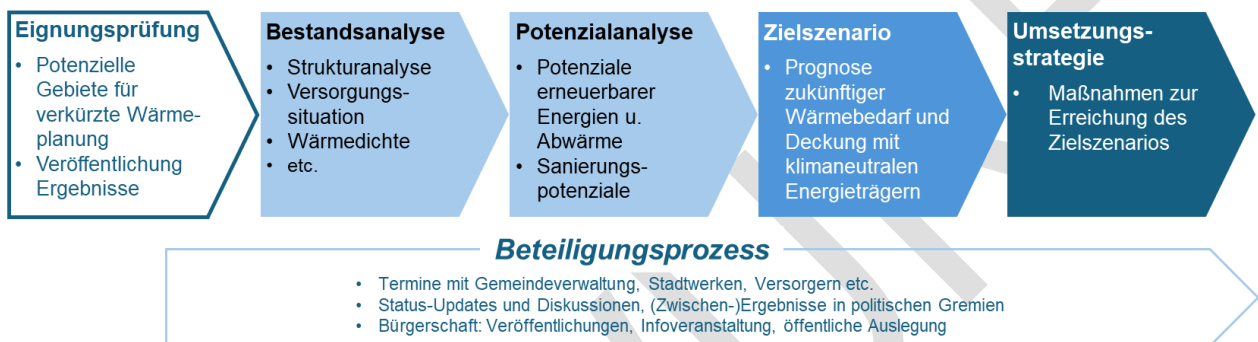 Eignungsprüfung
• Potenzielle
Gebiete für
verkürzte Wärme-
planung
• Veröffentlichung
Ergebnisse
Bestandsanalyse
• Strukturanalyse
• Versorgungs-
situation
• Wärmedichte
• etc.
Potenzialanalyse
• Potenziale
erneuerbarer
Energien u.
Abwärme
• Sanierungs-
potenziale
Zielszenario
• Prognose
zukünftiger
Wärmebedarf und
Deckung mit
klimaneutralen
Energieträgern
Umsetzungs-
strategie
• Maßnahmen zur
Erreichung des
Zielszenarios
Beteiligungsprozess
• Termine mit Gemeindeverwaltung, Stadtwerken, Versorgern etc.
• Status-Updates und Diskussionen, (Zwischen-)Ergebnisse in politischen Gremien
• Bürgerschaft: Veröffentlichungen, Infoveranstaltung, öffentliche Auslegung